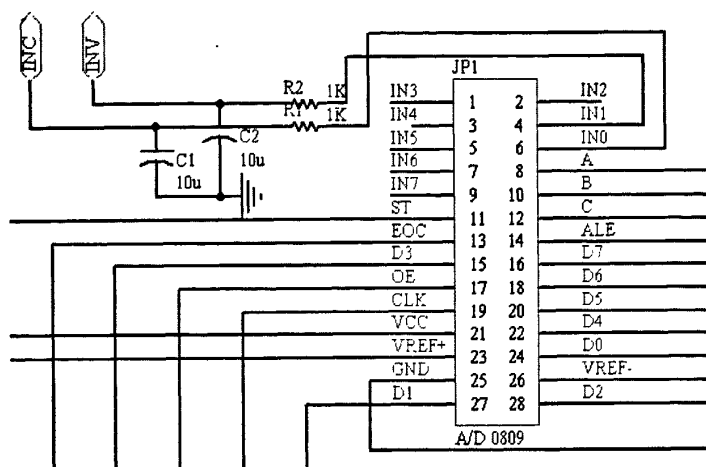 INC
INV
R2
1K
R1
1K
C1
10u
C2
10u
JP1
IN3 1 2 IN2
IN4 3 4 IN1
IN5 5 6 IN0
IN6 7 8 A
IN7 9 10 B
ST 11 12 C
EOC 13 14 ALE
D3 15 16 D7
OE 17 18 D6
CLK 19 20 D5
VCC 21 22 D4
VREF+ 23 24 D0
GND 25 26 VREF-
D1 27 28 D2
A/D 0809